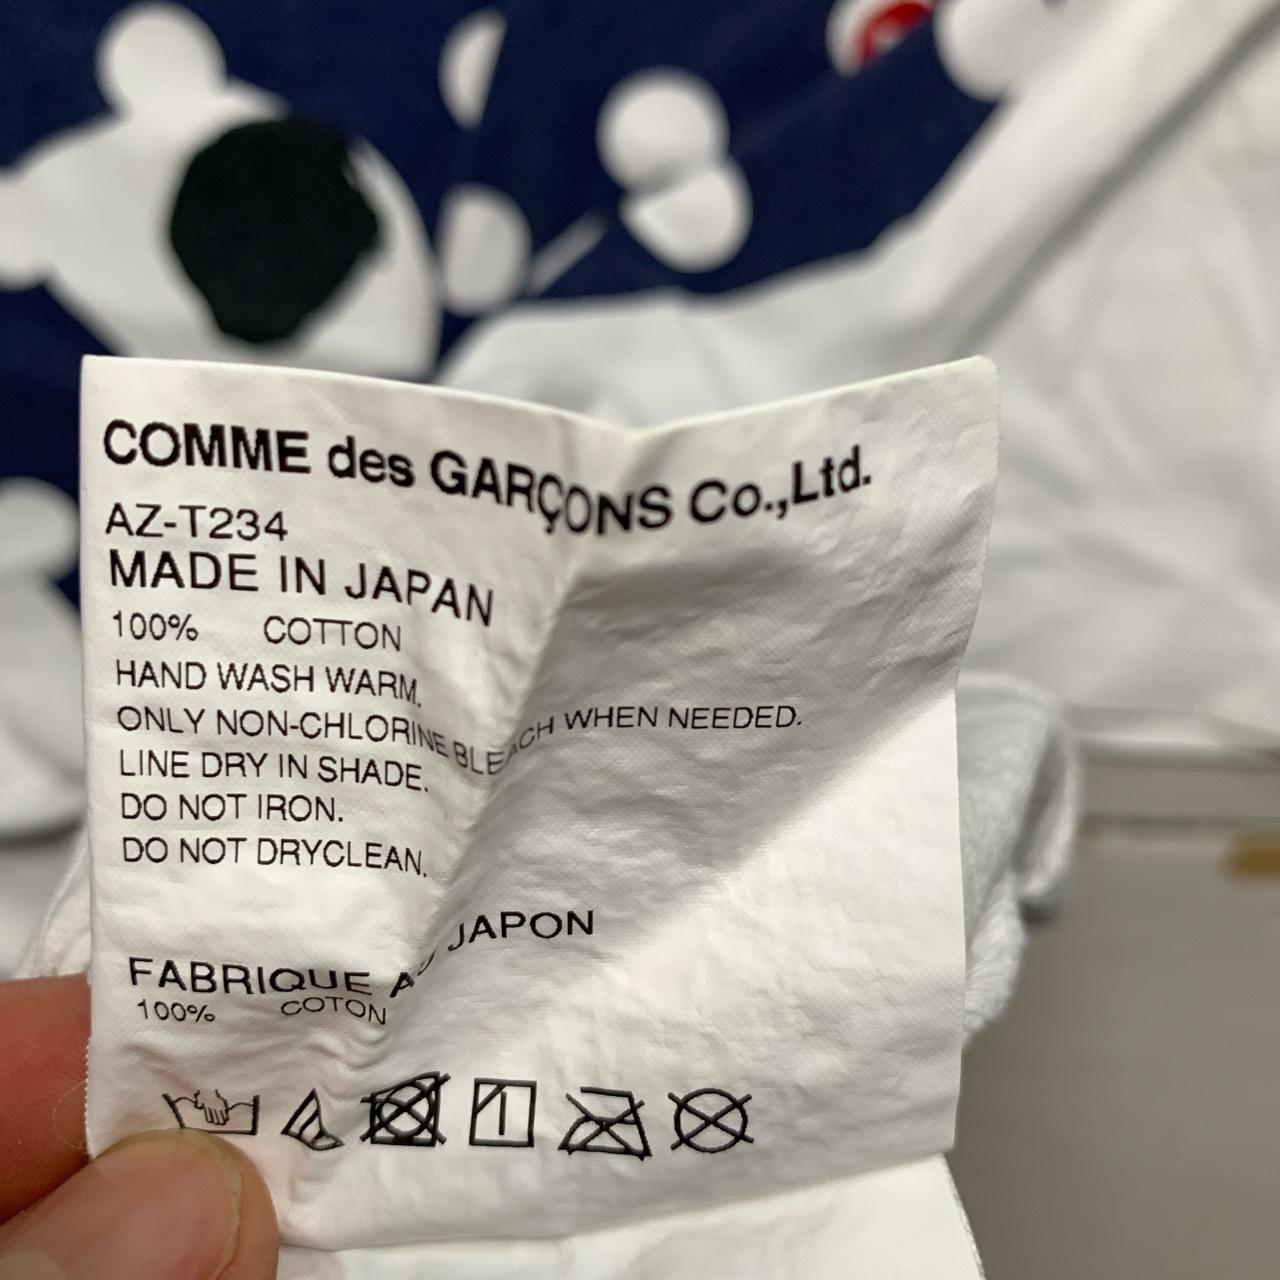 COMME des GARÇONS Co.,Ltd.
AZ-T234
MADE IN JAPAN
100% COTTON
HAND WASH WARM.
ONLY NON-CHLORINE BLEACH WHEN NEEDED.
LINE DRY IN SHADE.
DO NOT IRON.
DO NOT DRYCLEAN.
FABRIQUE AU JAPON
100% COTON